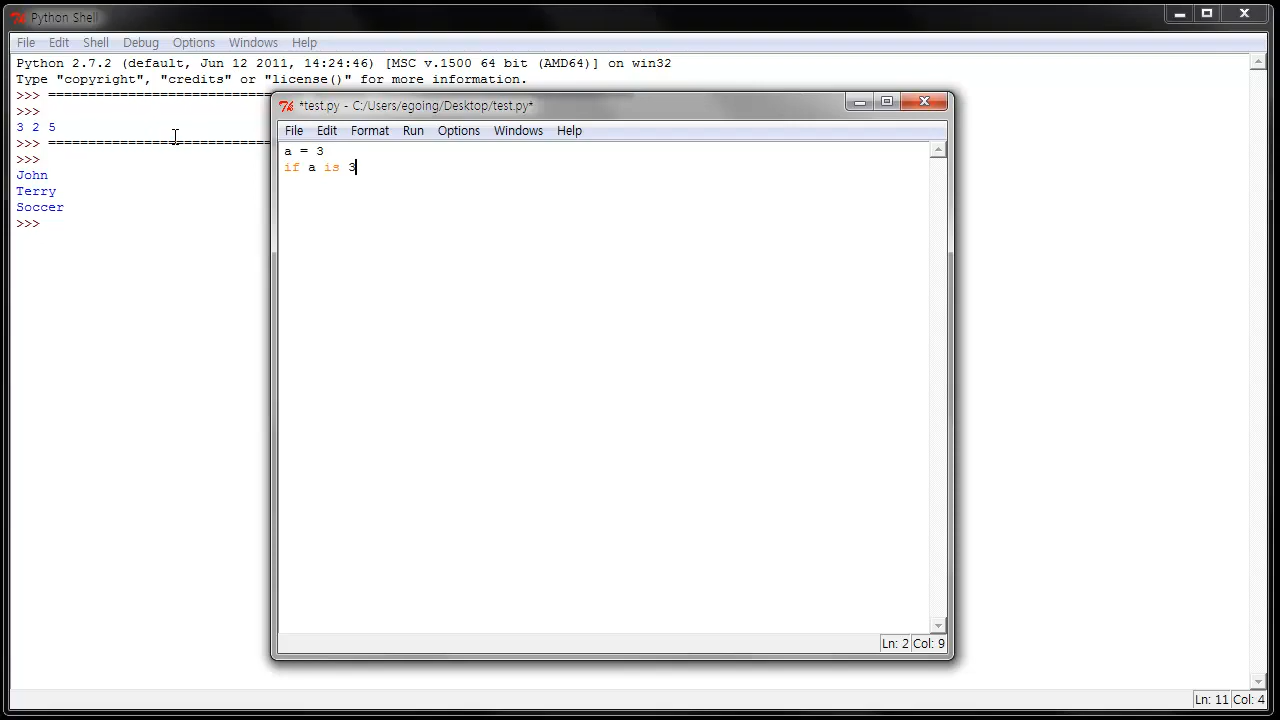 Python Shell
File Edit Shell Debug Options Windows Help
Python 2.7.2 (default, Jun 12 2011, 14:24:46) [MSC v.1500 64 bit (AMD64)] on win32
Type "copyright", "credits" or "license()" for more information.
>>> ============================
>>>
3 2 5
>>> ============================
>>>
John
Terry
Soccer
>>>
*test.py - C:/Users/egoing/Desktop/test.py*
File Edit Format Run Options Windows Help
a = 3
if a is 3
Ln: 2 Col: 9
Ln: 11 Col: 4